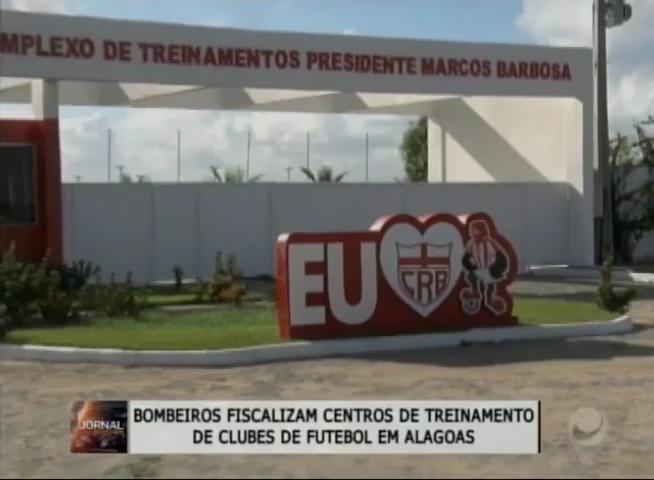 MPLEXO DE TREINAMENTOS PRESIDENTE MARCOS BARBOSA
EU
CRB
JORNAL
BOMBEIROS FISCALIZAM CENTROS DE TREINAMENTO
DE CLUBES DE FUTEBOL EM ALAGOAS